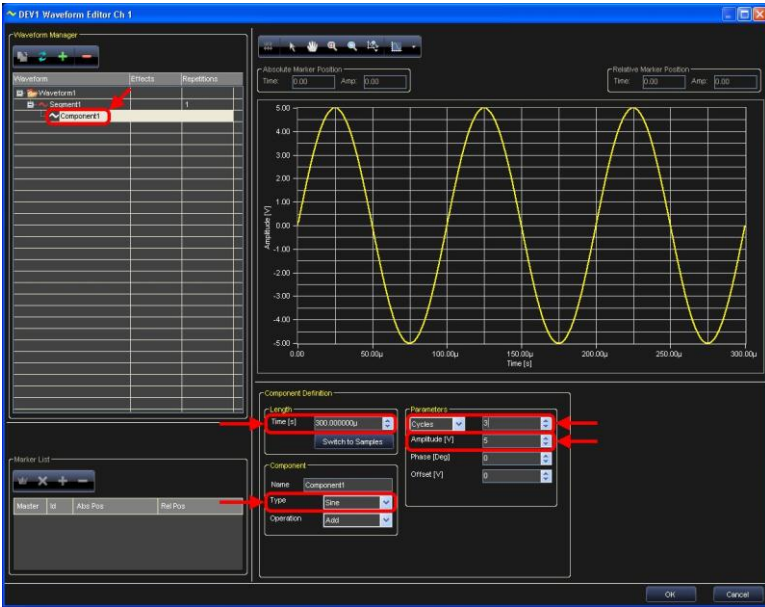 DEV1 Waveform Editor Ch 1
Waveform Manager
Waveform Effects Repetitions
Waveform1
Segment1 1
Component1
Absolute Marker Position
Time: 0.00 Amp: 0.00
Relative Marker Position
Time: 0.00 Amp: 0.00
5.00
4.00
3.00
2.00
1.00
0.00
-1.00
-2.00
-3.00
-4.00
-5.00
Amplitude [V]
0.00 50.00µ 100.00µ 150.00µ 200.00µ 250.00µ 300.00µ
Time [s]
Marker List
Master Id Abs Pos Rel Pos
Component Definition
Length
Time [s] 300.000000µ
Switch to Samples
Component
Name Component1
Type Sine
Operation Add
Parameters
Cycles 3
Amplitude [V] 5
Phase [Deg] 0
Offset [V] 0
OK Cancel